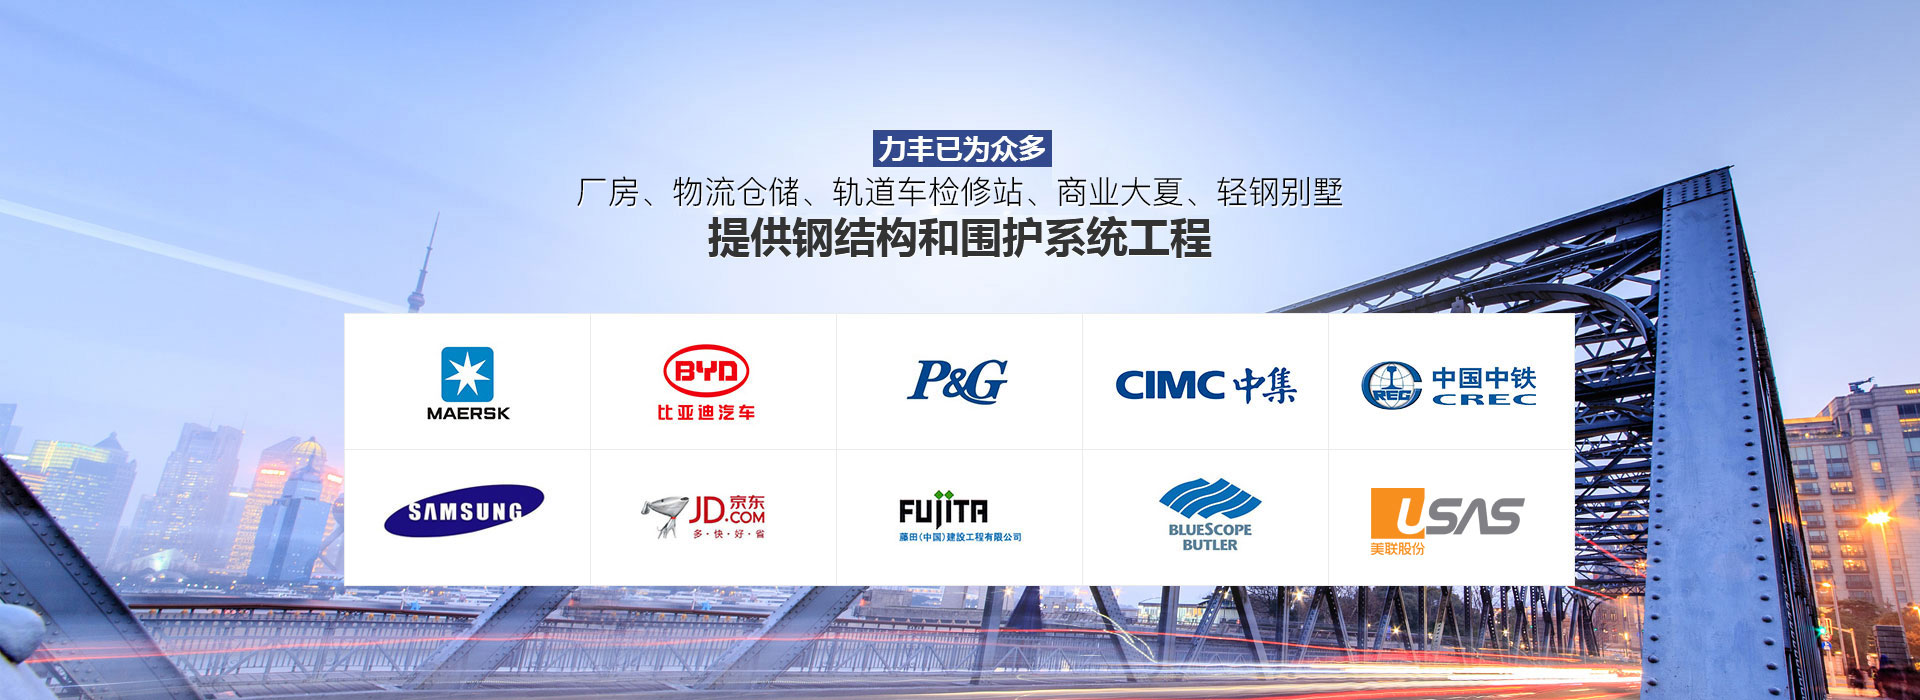 力丰已为众多
厂房、物流仓储、轨道车检修站、商业大夏、轻钢别墅
提供钢结构和围护系统工程
MAERSK
BYD
比亚迪汽车
P&G
CIMC 中集
CREC
中国中铁
CREC
SAMSUNG
JD.京东
.COM
多·快·好·省
FUJITA
藤田(中国)建設工程有限公司
BLUESCOPE
BUTLER
USAS
美联股份